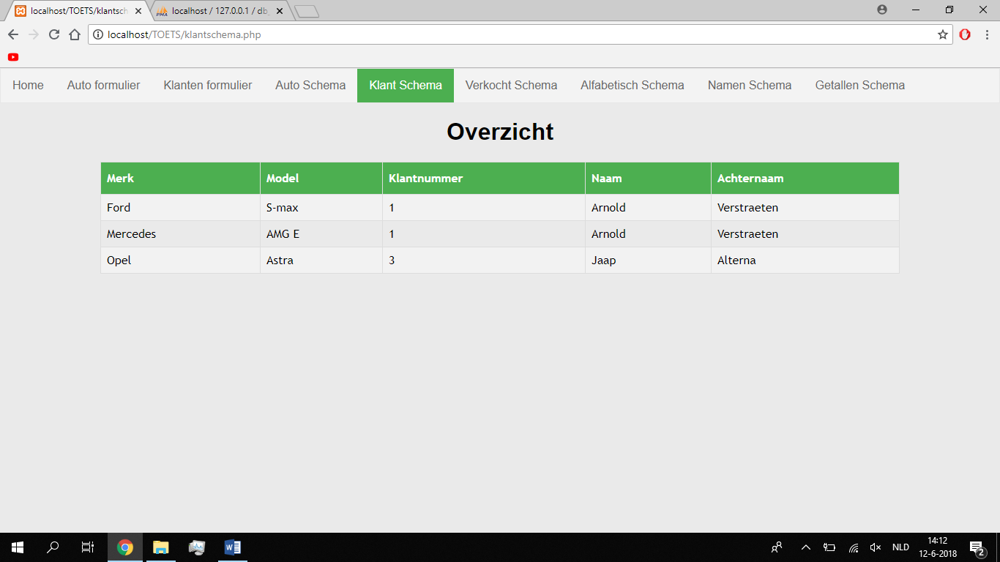 localhost/TOETS/klantsch
localhost / 127.0.0.1 / db_
localhost/TOETS/klantschema.php
Home Auto formulier Klanten formulier Auto Schema Klant Schema Verkocht Schema Alfabetisch Schema Namen Schema Getallen Schema
Overzicht
Merk Model Klantnummer Naam Achternaam
Ford S-max 1 Arnold Verstraeten
Mercedes AMG E 1 Arnold Verstraeten
Opel Astra 3 Jaap Alterna
NLD
14:12
12-6-2018
2